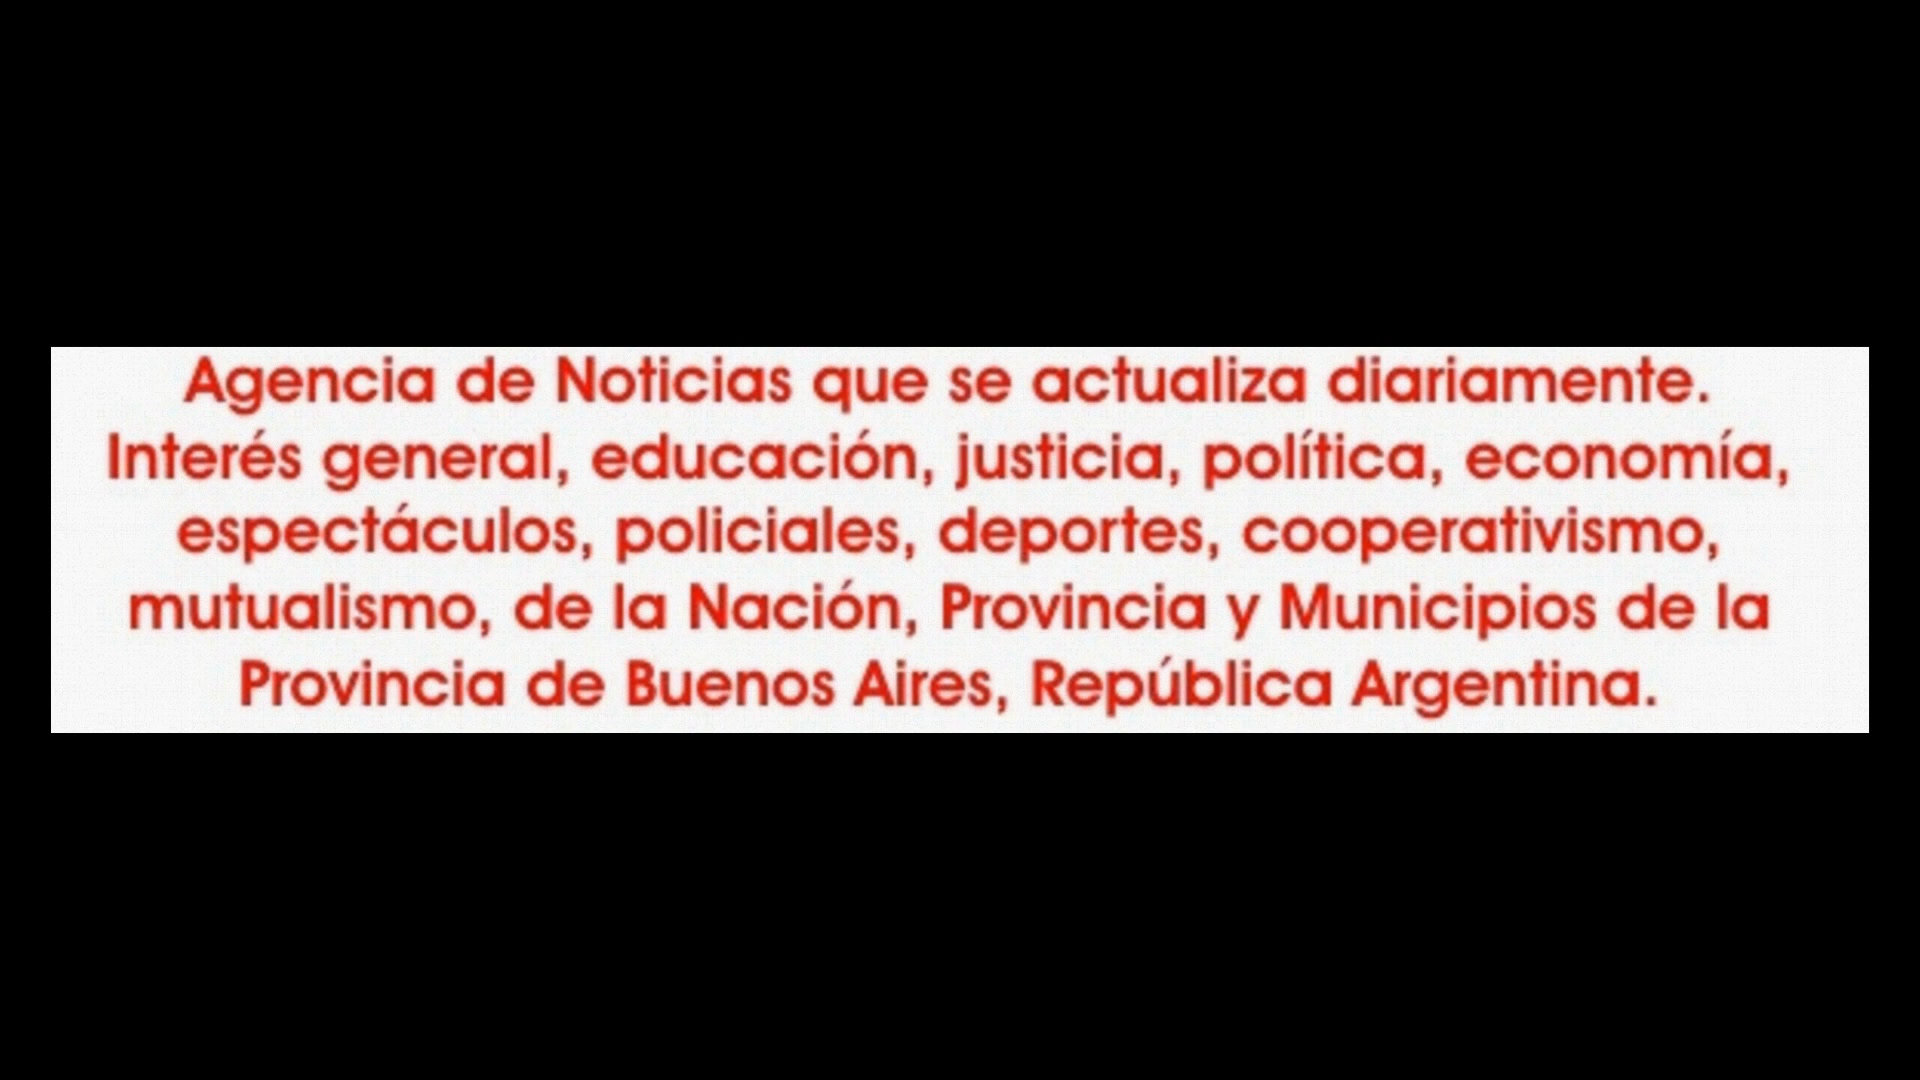 Agencia de Noticias que se actualiza diariamente.
Interés general, educación, justicia, política, economía,
espectáculos, policiales, deportes, cooperativismo,
mutualismo, de la Nación, Provincia y Municipios de la
Provincia de Buenos Aires, República Argentina.